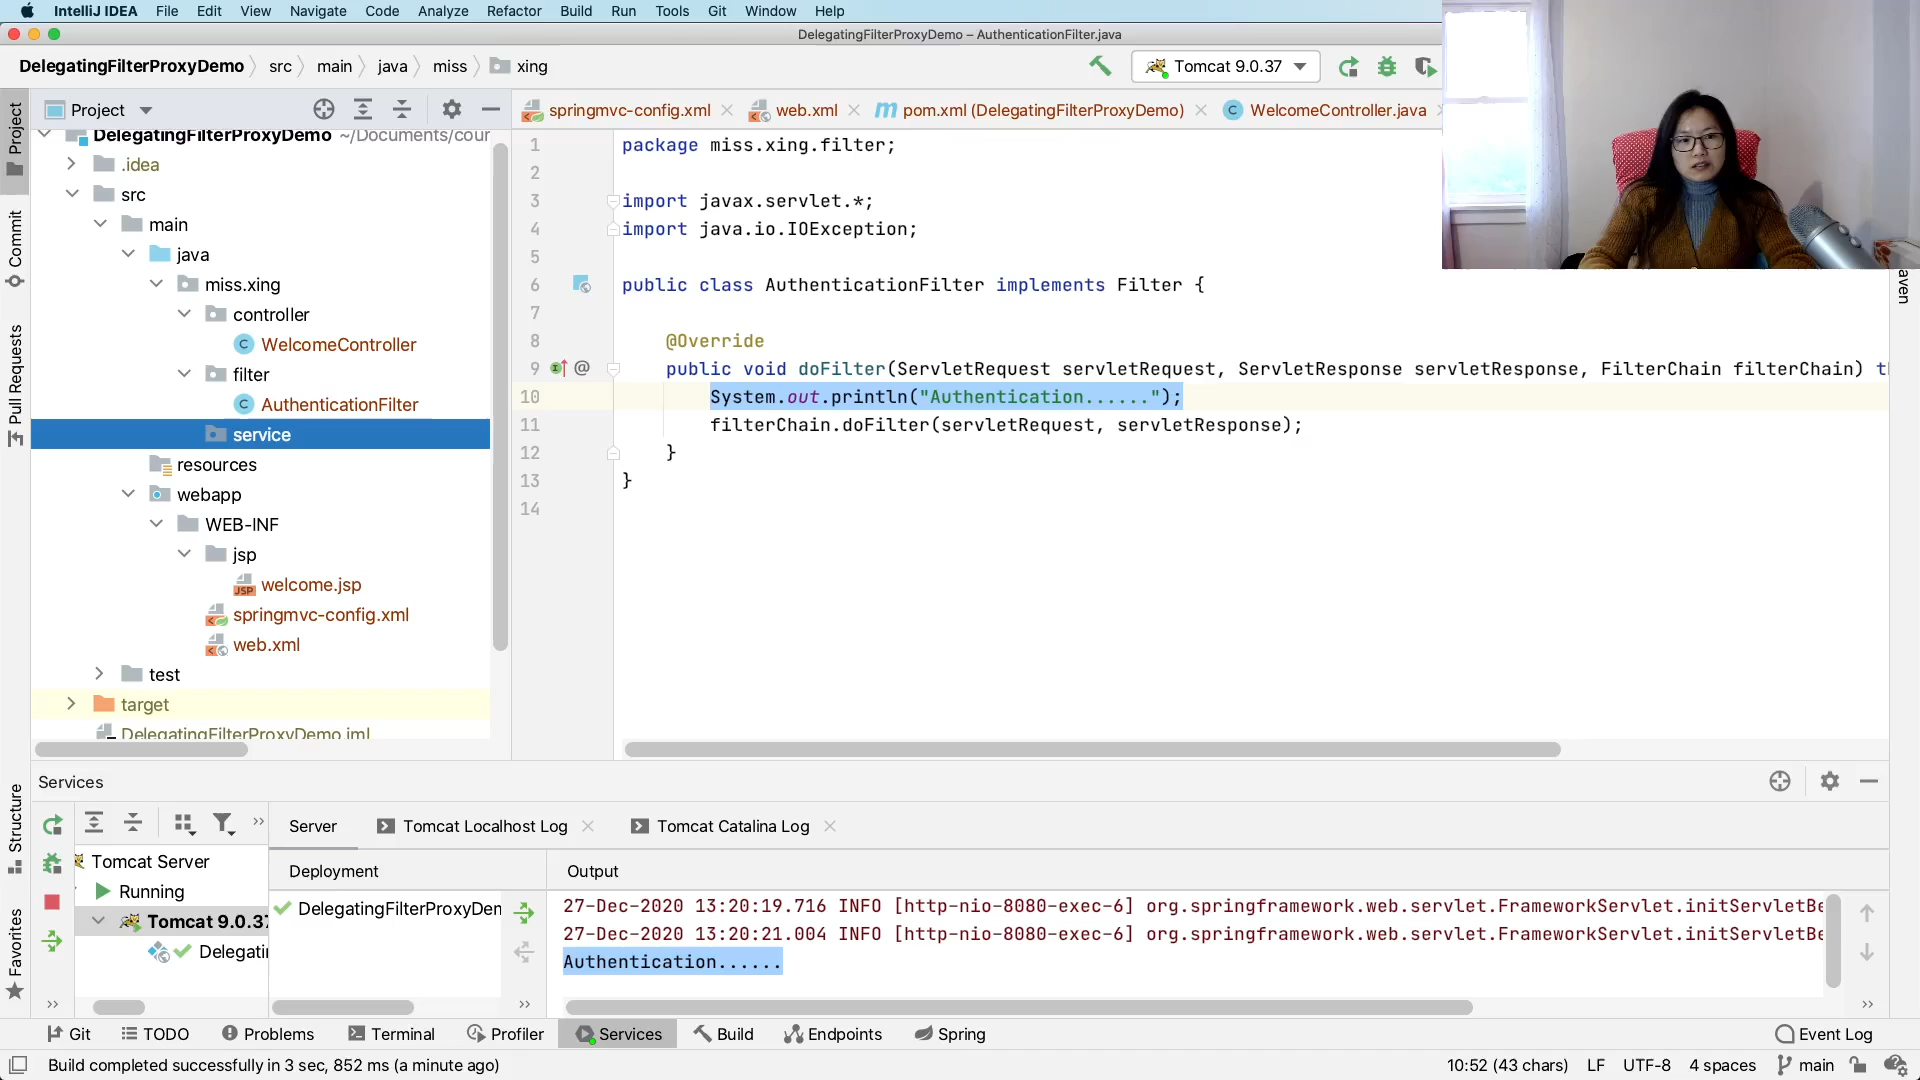 IntelliJ IDEA File Edit View Navigate Code Analyze Refactor Build Run Tools Git Window Help
DelegatingFilterProxyDemo – AuthenticationFilter.java
DelegatingFilterProxyDemo src main java miss xing
Tomcat 9.0.37
Project
springmvc-config.xml web.xml pom.xml (DelegatingFilterProxyDemo) WelcomeController.java
Project
Commit
Pull Requests
Structure
Favorites
DelegatingFilterProxyDemo ~/Documents/cour
.idea
src
main
java
miss.xing
controller
WelcomeController
filter
AuthenticationFilter
service
resources
webapp
WEB-INF
jsp
welcome.jsp
springmvc-config.xml
web.xml
test
target
DelegatingFilterProxyDemo.iml
1 package miss.xing.filter;
2
3 import javax.servlet.*;
4 import java.io.IOException;
5
6 public class AuthenticationFilter implements Filter {
7
8 @Override
9 public void doFilter(ServletRequest servletRequest, ServletResponse servletResponse, FilterChain filterChain) t
10 System.out.println("Authentication......");
11 filterChain.doFilter(servletRequest, servletResponse);
12 }
13 }
14
aven
Services
Server Tomcat Localhost Log Tomcat Catalina Log
Tomcat Server
Running
Tomcat 9.0.37
Delegati
Deployment
DelegatingFilterProxyDem
Output
27-Dec-2020 13:20:19.716 INFO [http-nio-8080-exec-6] org.springframework.web.servlet.FrameworkServlet.initServletBe
27-Dec-2020 13:20:21.004 INFO [http-nio-8080-exec-6] org.springframework.web.servlet.FrameworkServlet.initServletBe
Authentication......
Git TODO Problems Terminal Profiler Services Build Endpoints Spring Event Log
Build completed successfully in 3 sec, 852 ms (a minute ago) 10:52 (43 chars) LF UTF-8 4 spaces main